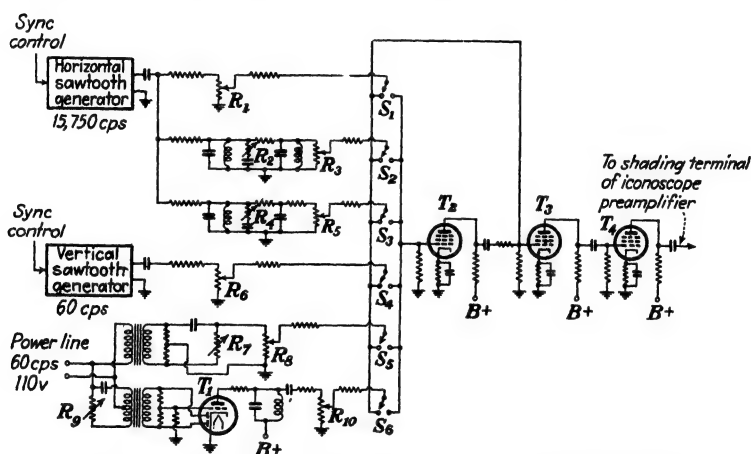 Sync
control
Horizontal
sawtooth
generator
15,750 cps
R1
S1
R2
R3
S2
R4
R5
S3
Sync
control
Vertical
sawtooth
generator
60 cps
R6
S4
T2
T3
T4
To shading terminal
of iconoscope
preamplifier
B+
B+
B+
Power line
60 cps
110v
R7
R8
S5
R9
T1
B+
R10
S6